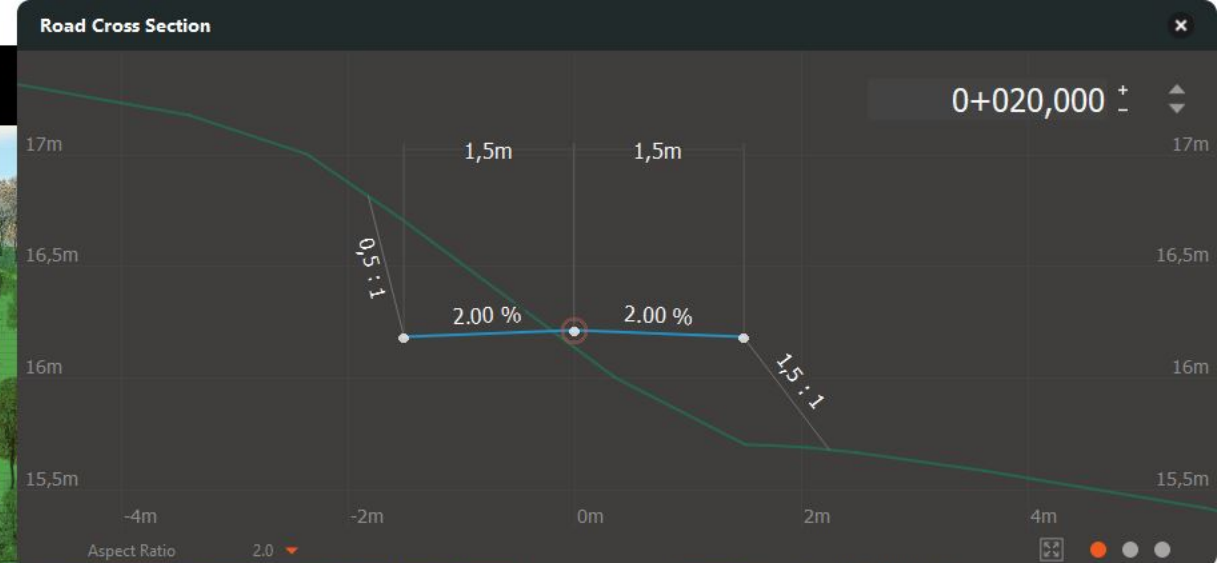 Road Cross Section
0+020,000 + −
17m 1,5m 1,5m 17m
16,5m 0,5 : 1 16,5m
2.00 % 2.00 %
16m 1,5 : 1 16m
15,5m 15,5m
-4m -2m 0m 2m 4m
Aspect Ratio 2.0